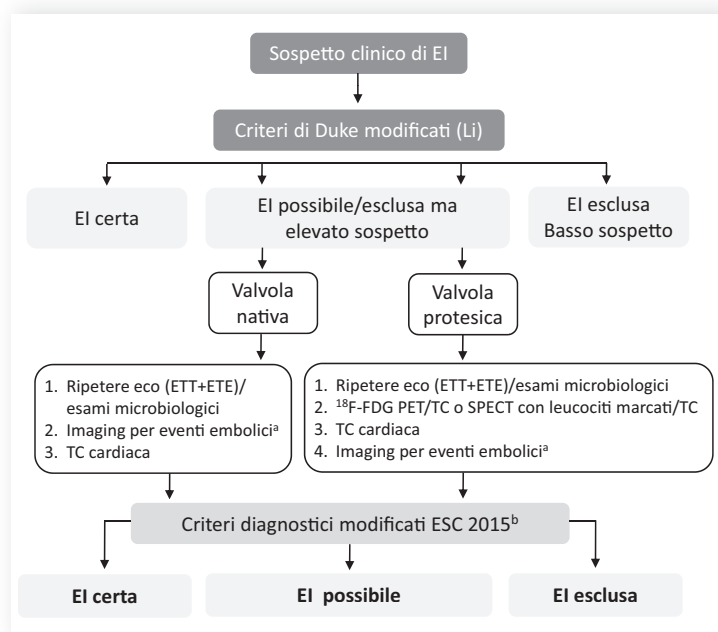 Sospetto clinico di EI
Criteri di Duke modificati (Li)
EI certa
EI possibile/esclusa ma
elevato sospetto
EI esclusa
Basso sospetto
Valvola
nativa
Valvola
protesica
1. Ripetere eco (ETT+ETE)/
esami microbiologici
2. Imaging per eventi emboliciᵃ
3. TC cardiaca
1. Ripetere eco (ETT+ETE)/esami microbiologici
2. ¹⁸F-FDG PET/TC o SPECT con leucociti marcati/TC
3. TC cardiaca
4. Imaging per eventi emboliciᵃ
Criteri diagnostici modificati ESC 2015ᵇ
EI certa
EI possibile
EI esclusa